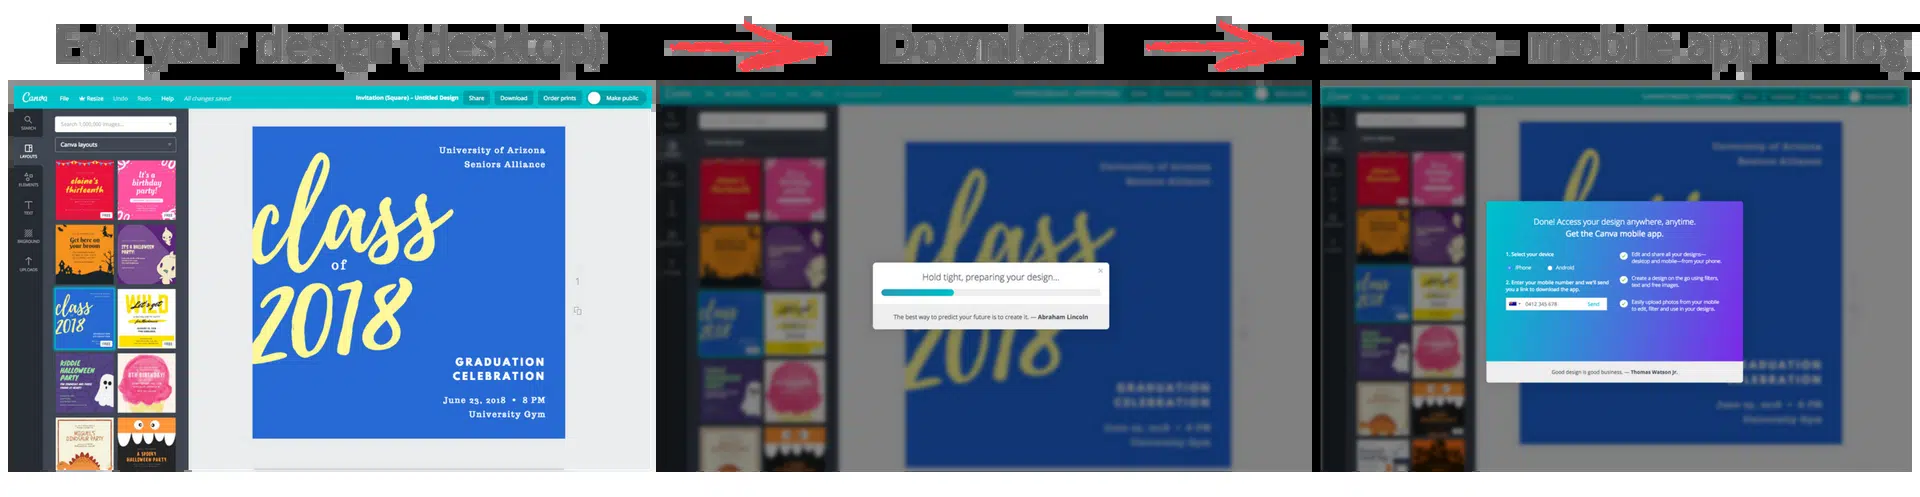 Edit your design (desktop)
Download
Success - mobile app dialog
Canva
File
Resize
Undo
Redo
Help
All changes saved
Invitation (Square) – Untitled Design
Share
Download
Order prints
Make public
SEARCH
LAYOUTS
ELEMENTS
TEXT
BACKGROUND
UPLOADS
Search 1,000,000 images...
Canva layouts
elaine's
thirteenth
FREE
It's a
birthday
party!
FREE
Get here on
your broom
IT'S A HALLOWEEN
PARTY!
class
2018
WILD
KIDDIE
HALLOWEEN
PARTY
8TH BIRTHDAY!
MIGUEL'S
DINOSAUR PARTY
A SPOOKY
HALLOWEEN PARTY
University of Arizona
Seniors Alliance
class
of
2018
GRADUATION
CELEBRATION
June 23, 2018 • 8 PM
University Gym
1
Hold tight, preparing your design...
The best way to predict your future is to create it. — Abraham Lincoln
Done! Access your design anywhere, anytime.
Get the Canva mobile app.
1. Select your device
iPhone
Android
2. Enter your mobile number and we'll send
you a link to download the app.
0412 345 678
Send
Edit and share all your designs—
desktop and mobile—from your phone.
Create a design on the go using filters,
text and free images.
Easily upload photos from your mobile
to edit, filter and use in your designs.
Good design is good business. — Thomas Watson Jr.